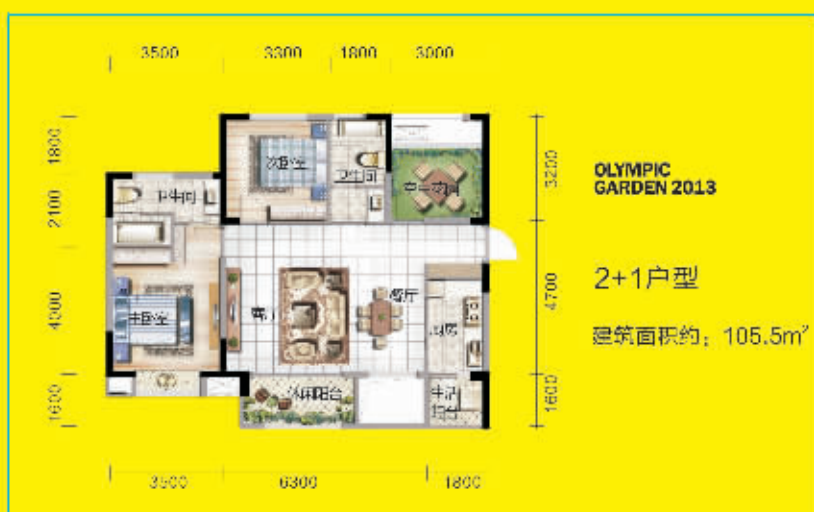 3500 3300 1800 3000
1800
2100
4200
1600
次卧室
卫生间
空中花园
3200
卫生间
OLYMPIC
GARDEN 2013
2+1户型
建筑面积约：105.5m²
主卧室
客厅
餐厅
厨房
4700
休闲阳台
生活
阳台
1600
3500 6300 1800